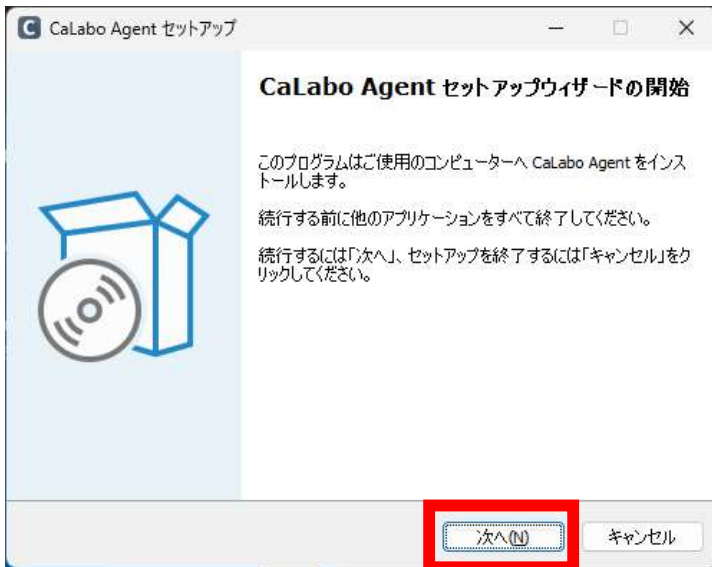 CaLabo Agent セットアップ
CaLabo Agent セットアップウィザードの開始
このプログラムはご使用のコンピューターへ CaLabo Agent をインス
トールします。
続行する前に他のアプリケーションをすべて終了してください。
続行するには「次へ」、セットアップを終了するには「キャンセル」をク
リックしてください。
次へ(N)
キャンセル